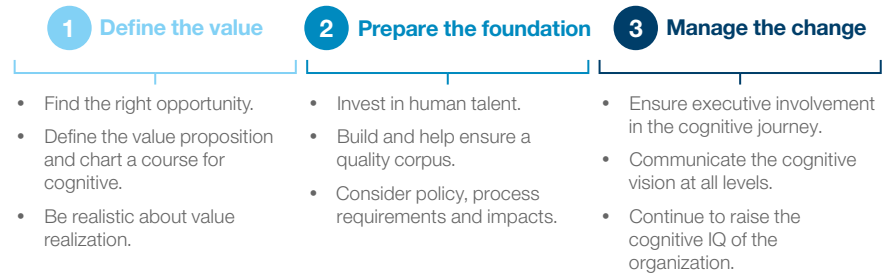 1 Define the value
• Find the right opportunity.
• Define the value proposition
and chart a course for
cognitive.
• Be realistic about value
realization.
2 Prepare the foundation
• Invest in human talent.
• Build and help ensure a
quality corpus.
• Consider policy, process
requirements and impacts.
3 Manage the change
• Ensure executive involvement
in the cognitive journey.
• Communicate the cognitive
vision at all levels.
• Continue to raise the
cognitive IQ of the
organization.